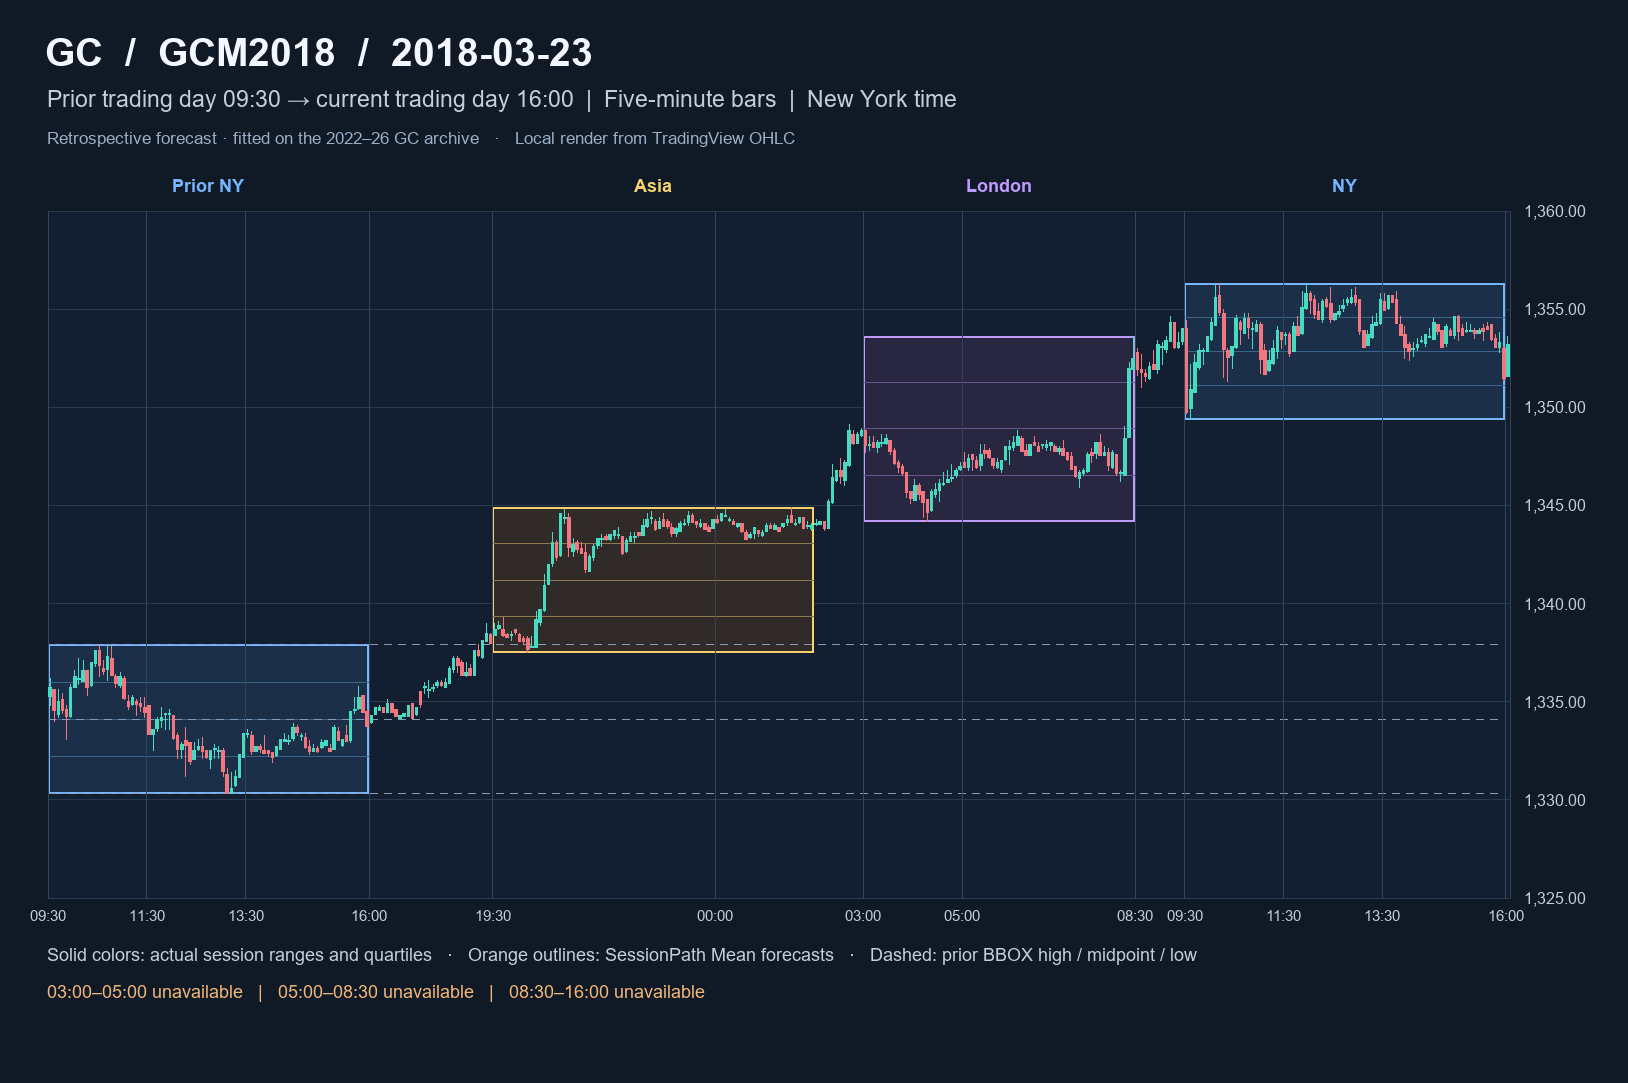 GC / GCM2018 / 2018-03-23
Prior trading day 09:30 → current trading day 16:00 | Five-minute bars | New York time
Retrospective forecast · fitted on the 2022–26 GC archive · Local render from TradingView OHLC
Prior NY Asia London NY
1,360.00
1,355.00
1,350.00
1,345.00
1,340.00
1,335.00
1,330.00
1,325.00
09:30 11:30 13:30 16:00 19:30 00:00 03:00 05:00 08:30 09:30 11:30 13:30 16:00
Solid colors: actual session ranges and quartiles · Orange outlines: SessionPath Mean forecasts · Dashed: prior BBOX high / midpoint / low
03:00–05:00 unavailable | 05:00–08:30 unavailable | 08:30–16:00 unavailable